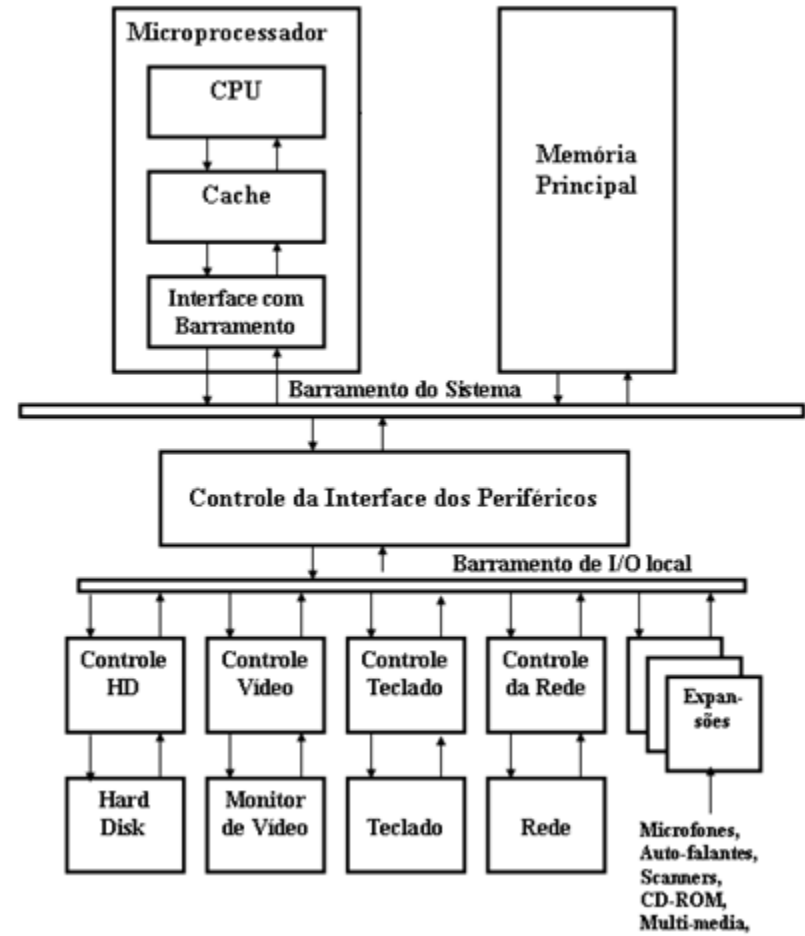 Microprocessador
CPU
Cache
Interface com
Barramento
Memória
Principal
Barramento do Sistema
Controle da Interface dos Periféricos
Barramento de I/O local
Controle
HD
Controle
Vídeo
Controle
Teclado
Controle
da Rede
Expan-
sões
Hard
Disk
Monitor
de Vídeo
Teclado
Rede
Microfones,
Auto-falantes,
Scanners,
CD-ROM,
Multi-media,